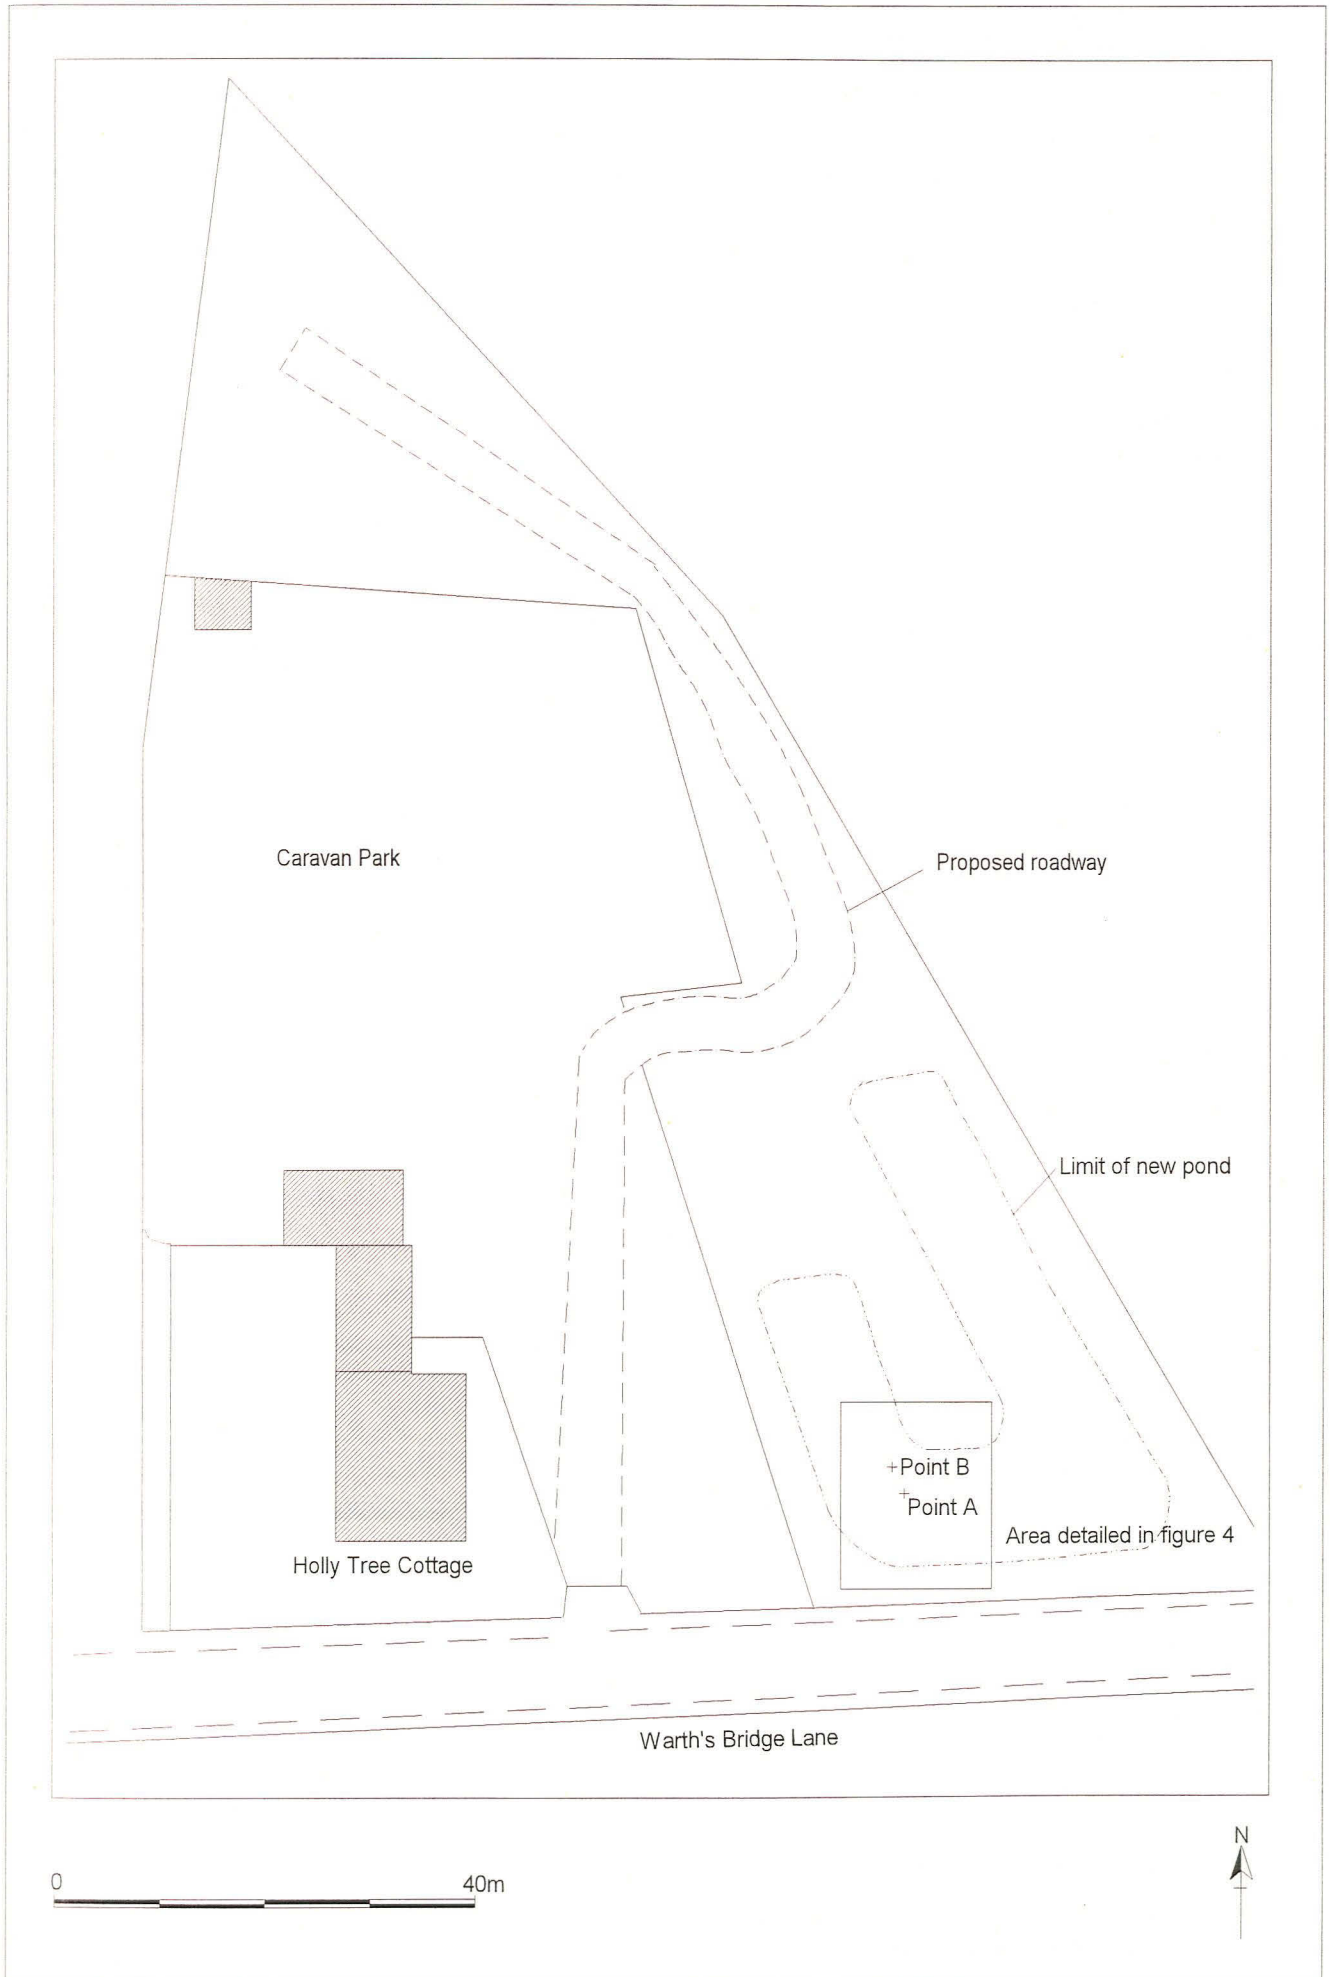 Caravan Park
Proposed roadway
Limit of new pond
+Point B
+
Point A
Area detailed in figure 4
Holly Tree Cottage
Warth's Bridge Lane
0
40m
N